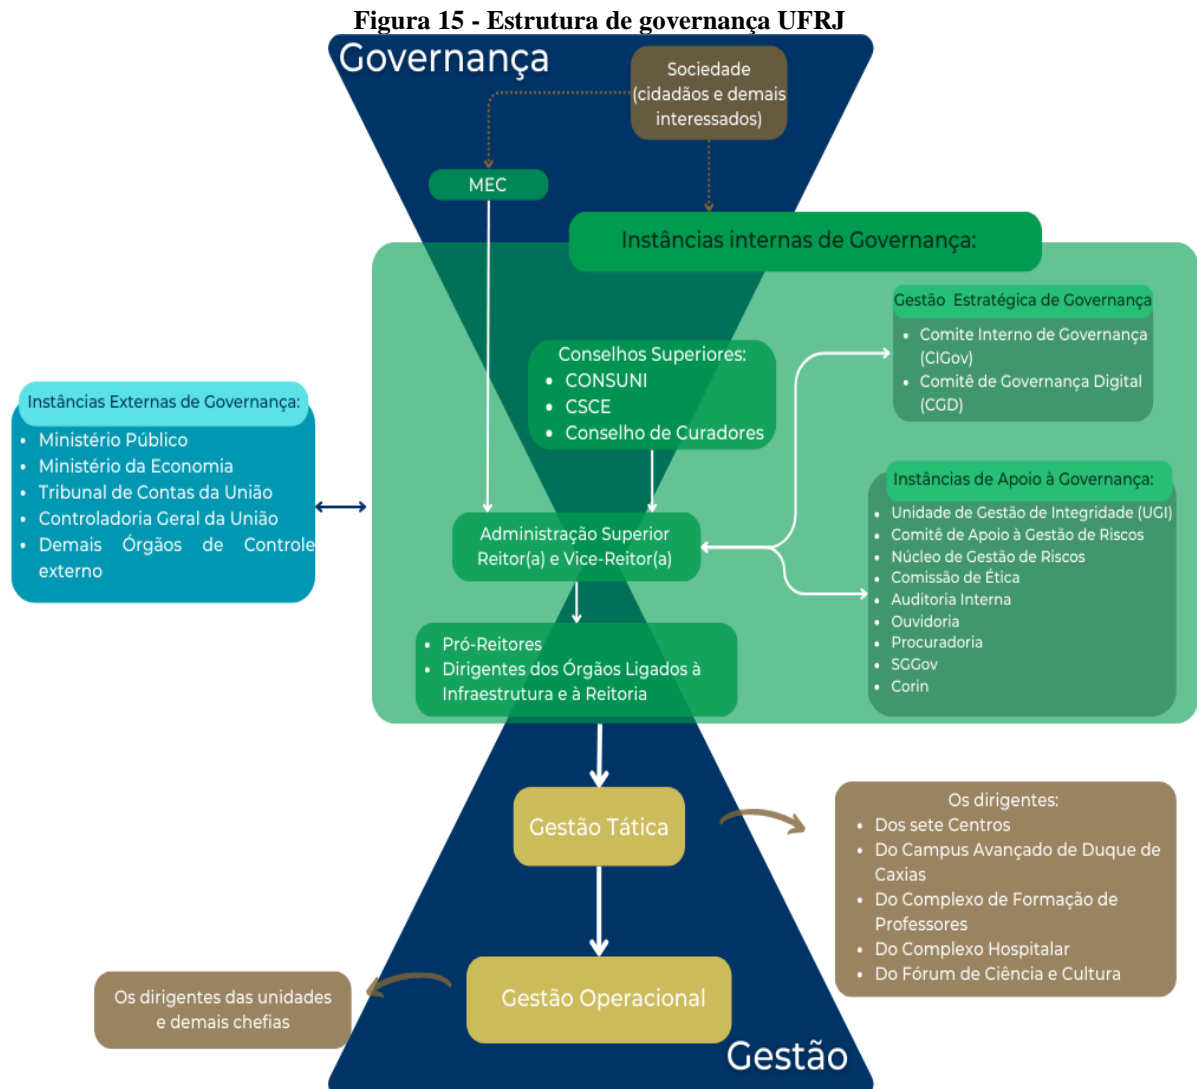 Figura 15 - Estrutura de governança UFRJ
Governança
Sociedade
(cidadãos e demais
interessados)
MEC
Instâncias internas de Governança:
Gestão Estratégica de Governança
• Comite Interno de Governança
(CIGov)
• Comitê de Governança Digital
(CGD)
Conselhos Superiores:
• CONSUNI
• CSCE
• Conselho de Curadores
Instâncias Externas de Governança:
• Ministério Público
• Ministério da Economia
• Tribunal de Contas da União
• Controladoria Geral da União
• Demais Órgãos de Controle
externo
Instâncias de Apoio à Governança:
• Unidade de Gestão de Integridade (UGI)
• Comitê de Apoio à Gestão de Riscos
• Núcleo de Gestão de Riscos
• Comissão de Ética
• Auditoria Interna
• Ouvidoria
• Procuradoria
• SGGov
• Corin
Administração Superior
Reitor(a) e Vice-Reitor(a)
• Pró-Reitores
• Dirigentes dos Órgãos Ligados à
Infraestrutura e à Reitoria
Gestão Tática
Os dirigentes:
• Dos sete Centros
• Do Campus Avançado de Duque de
Caxias
• Do Complexo de Formação de
Professores
• Do Complexo Hospitalar
• Do Fórum de Ciência e Cultura
Gestão Operacional
Os dirigentes das unidades
e demais chefias
Gestão